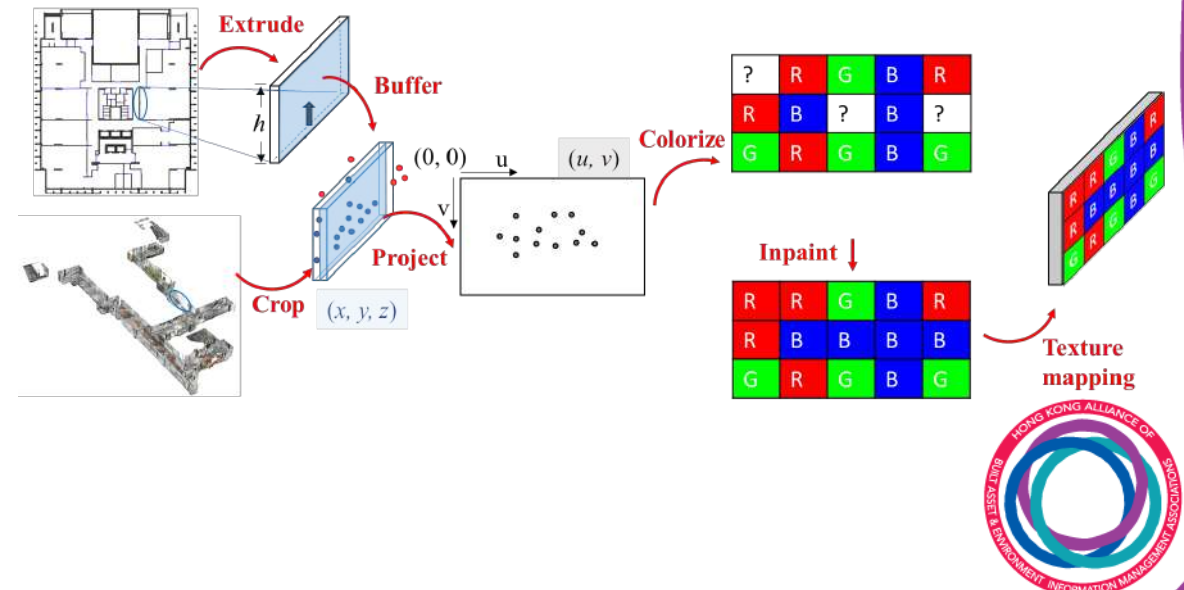 Extrude
Buffer
h
(0, 0)
u
(u, v)
v
Project
Crop
(x, y, z)
Colorize
? R G B R
R B ? B ?
G R G B G
Inpaint
R R G B R
R B B B B
G R G B G
R R G B R
R B B B B
G R G B G
Texture
mapping
HONG KONG ALLIANCE OF
BUILT ASSET & ENVIRONMENT INFORMATION MANAGEMENT ASSOCIATIONS